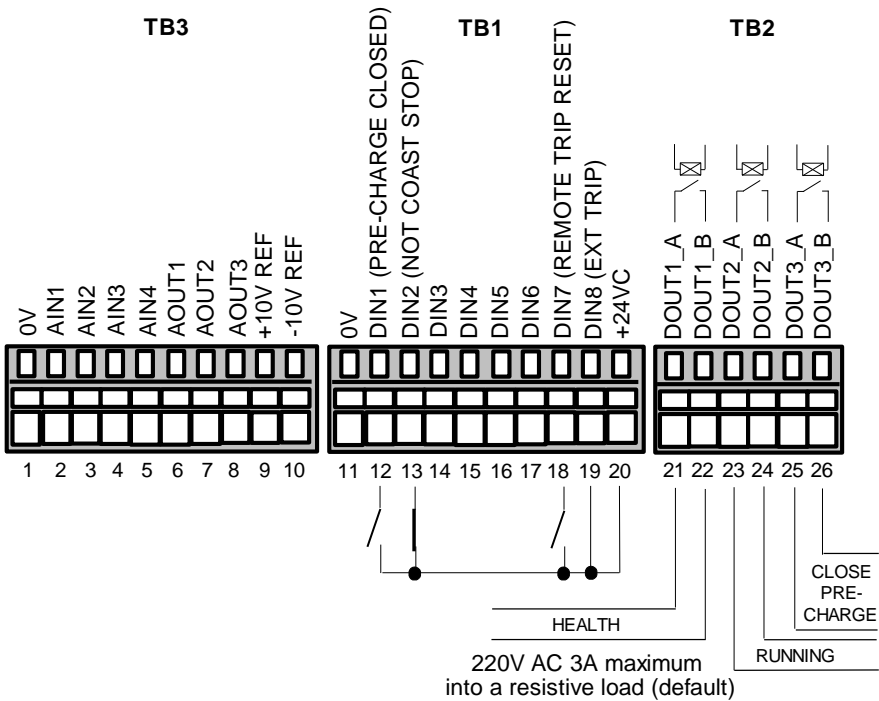 TB3
TB1
TB2
0V
AIN1
AIN2
AIN3
AIN4
AOUT1
AOUT2
AOUT3
+10V REF
-10V REF
0V
DIN1 (PRE-CHARGE CLOSED)
DIN2 (NOT COAST STOP)
DIN3
DIN4
DIN5
DIN6
DIN7 (REMOTE TRIP RESET)
DIN8 (EXT TRIP)
+24VC
DOUT1_A
DOUT1_B
DOUT2_A
DOUT2_B
DOUT3_A
DOUT3_B
1 2 3 4 5 6 7 8 9 10
11 12 13 14 15 16 17 18 19 20
21 22 23 24 25 26
CLOSE
PRE-
CHARGE
HEALTH
RUNNING
220V AC 3A maximum
into a resistive load (default)